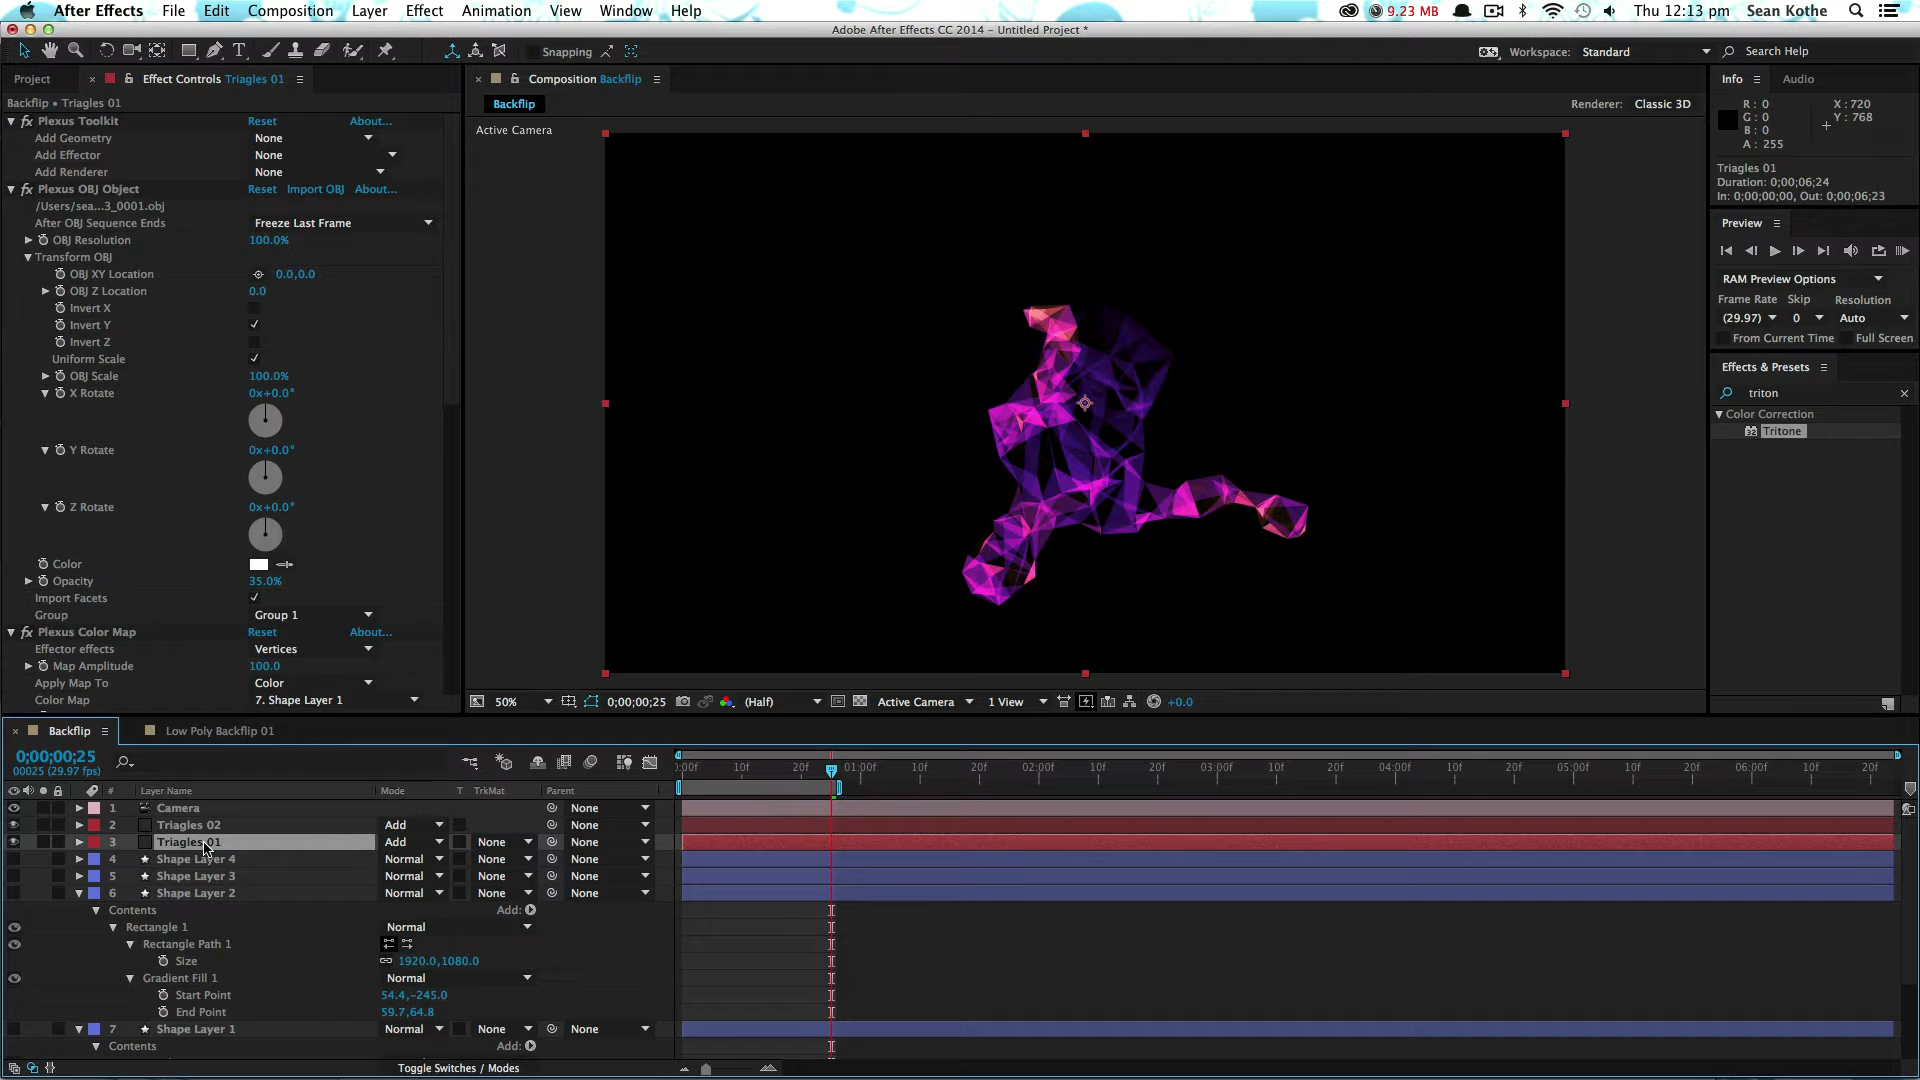 After Effects File Edit Composition Layer Effect Animation View Window Help 9.23 MB Thu 12:13 pm Sean Kothe
Adobe After Effects CC 2014 - Untitled Project *
Snapping Workspace: Standard Search Help
Project Effect Controls Triagles 01 Composition Backflip Info Audio
Backflip • Triagles 01
Backflip Renderer: Classic 3D
Active Camera
R : 0 X : 720
G : 0 Y : 768
B : 0
A : 255
Triagles 01
Duration: 0;00;06;24
In: 0;00;00;00, Out: 0;00;06;23
Plexus Toolkit Reset About...
Add Geometry None
Add Effector None
Add Renderer None
Plexus OBJ Object Reset Import OBJ About...
/Users/sea...3_0001.obj
After OBJ Sequence Ends Freeze Last Frame
OBJ Resolution 100.0%
Transform OBJ
OBJ XY Location 0.0,0.0
OBJ Z Location 0.0
Invert X
Invert Y
Invert Z
Uniform Scale
OBJ Scale 100.0%
X Rotate 0x+0.0°
Y Rotate 0x+0.0°
Z Rotate 0x+0.0°
Color
Opacity 35.0%
Import Facets
Group Group 1
Plexus Color Map Reset About...
Effector effects Vertices
Map Amplitude 100.0
Apply Map To Color
Color Map 7. Shape Layer 1
Preview
RAM Preview Options
Frame Rate Skip Resolution
(29.97) 0 Auto
From Current Time Full Screen
Effects & Presets
triton
Color Correction
32 Tritone
50% 0;00;00;25 (Half) Active Camera 1 View +0.0
Backflip Low Poly Backflip 01
0;00;00;25
00025 (29.97 fps)
:00f 10f 20f 01:00f 10f 20f 02:00f 10f 20f 03:00f 10f 20f 04:00f 10f 20f 05:00f 10f 20f 06:00f 10f 20f
# Layer Name Mode T TrkMat Parent
1 Camera None
2 Triagles 02 Add None
3 Triagles 01 Add None None
4 Shape Layer 4 Normal None None
5 Shape Layer 3 Normal None None
6 Shape Layer 2 Normal None None
Contents Add:
Rectangle 1 Normal
Rectangle Path 1
Size 1920.0,1080.0
Gradient Fill 1 Normal
Start Point 54.4,-245.0
End Point 59.7,64.8
7 Shape Layer 1 Normal None None
Contents Add:
Toggle Switches / Modes